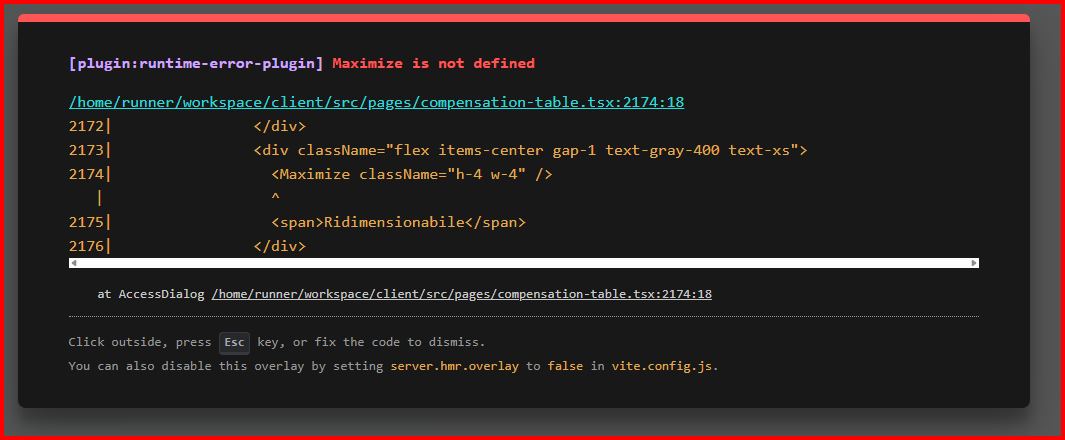 [plugin:runtime-error-plugin] Maximize is not defined
/home/runner/workspace/client/src/pages/compensation-table.tsx:2174:18
2172|                </div>
2173|                <div className="flex items-center gap-1 text-gray-400 text-xs">
2174|                  <Maximize className="h-4 w-4" />
   |                  ^
2175|                  <span>Ridimensionabile</span>
2176|                </div>
at AccessDialog /home/runner/workspace/client/src/pages/compensation-table.tsx:2174:18
Click outside, press Esc key, or fix the code to dismiss.
You can also disable this overlay by setting server.hmr.overlay to false in vite.config.js.